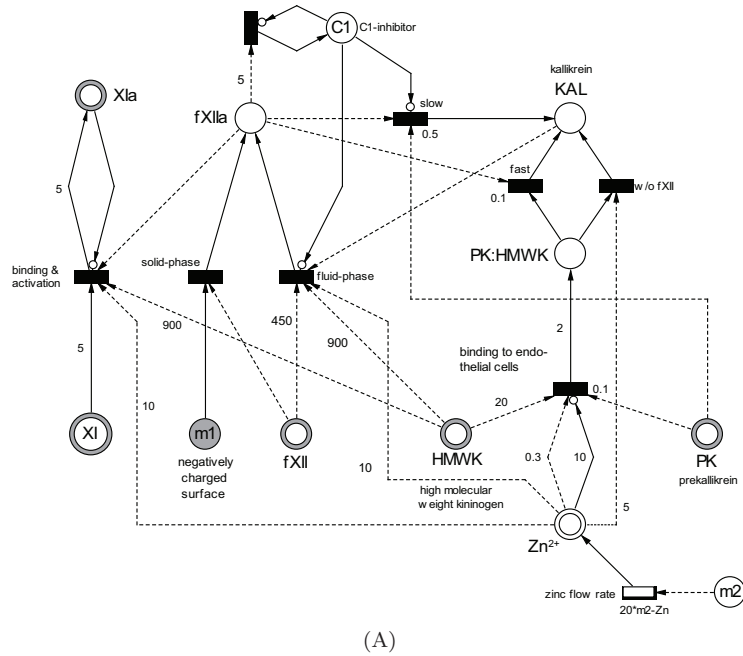 C1
C1-inhibitor
5
slow
kallikrein
KAL
XIa
fXIIa
0.5
5
fast
0.1
w/o fXII
PK:HMWK
binding &
activation
solid-phase
fluid-phase
900
450
900
2
5
binding to endo-
thelial cells
0.1
10
20
XI
m1
fXII
HMWK
0.3
10
PK
prekallikrein
negatively
charged
surface
10
high molecular
weight kininogen
5
Zn2+
zinc flow rate
20*m2-Zn
m2
(A)